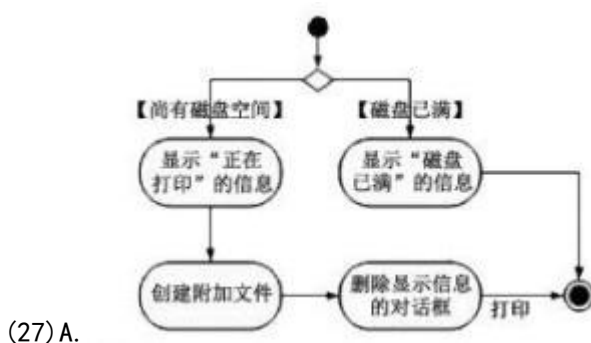 【尚有磁盘空间】
【磁盘已满】
显示“正在
打印”的信息
显示“磁盘
已满”的信息
创建附加文件
删除显示信息
的对话框
打印
(27)A.